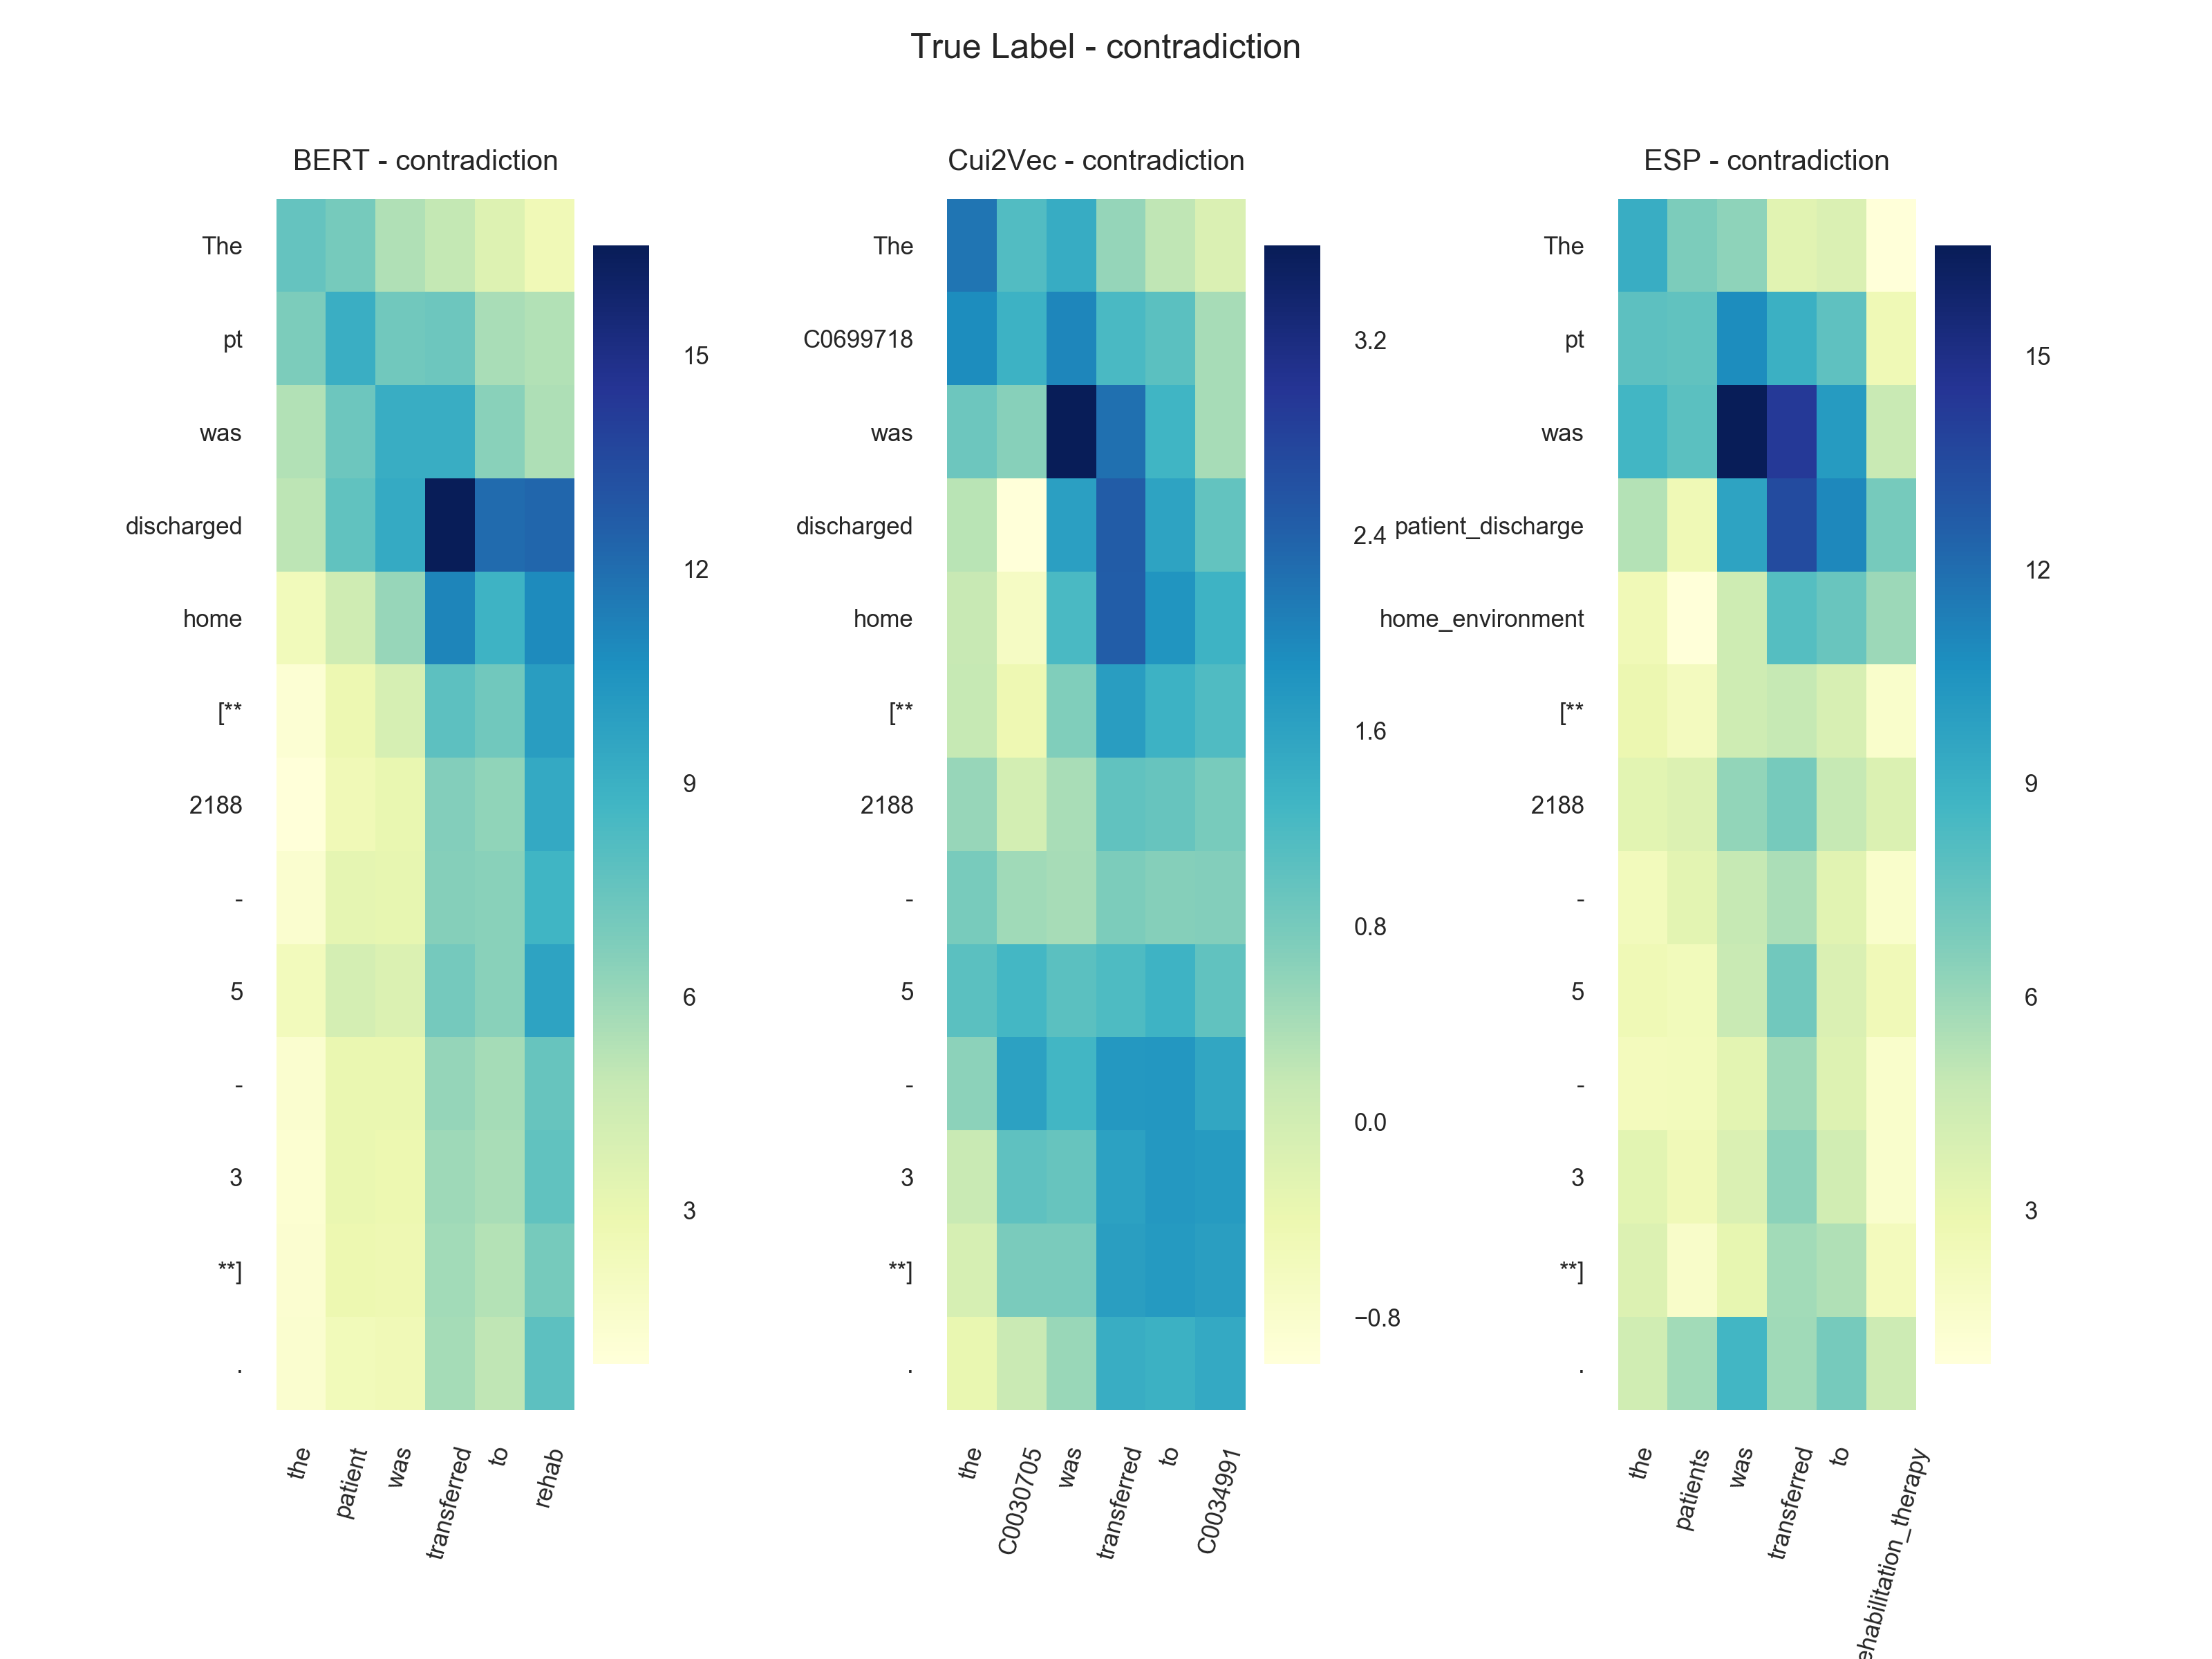 True Label - contradiction
BERT - contradiction
The
pt
was
discharged
home
[**
2188
-
5
-
3
**]
.
the
patient
was
transferred
to
rehab
15
12
9
6
3
Cui2Vec - contradiction
The
C0699718
was
discharged
home
[**
2188
-
5
-
3
**]
.
the
C0030705
was
transferred
to
C0034991
3.2
2.4
1.6
0.8
0.0
−0.8
ESP - contradiction
The
pt
was
patient_discharge
home_environment
[**
2188
-
5
-
3
**]
.
the
patients
was
transferred
to
ehabilitation_therapy
15
12
9
6
3